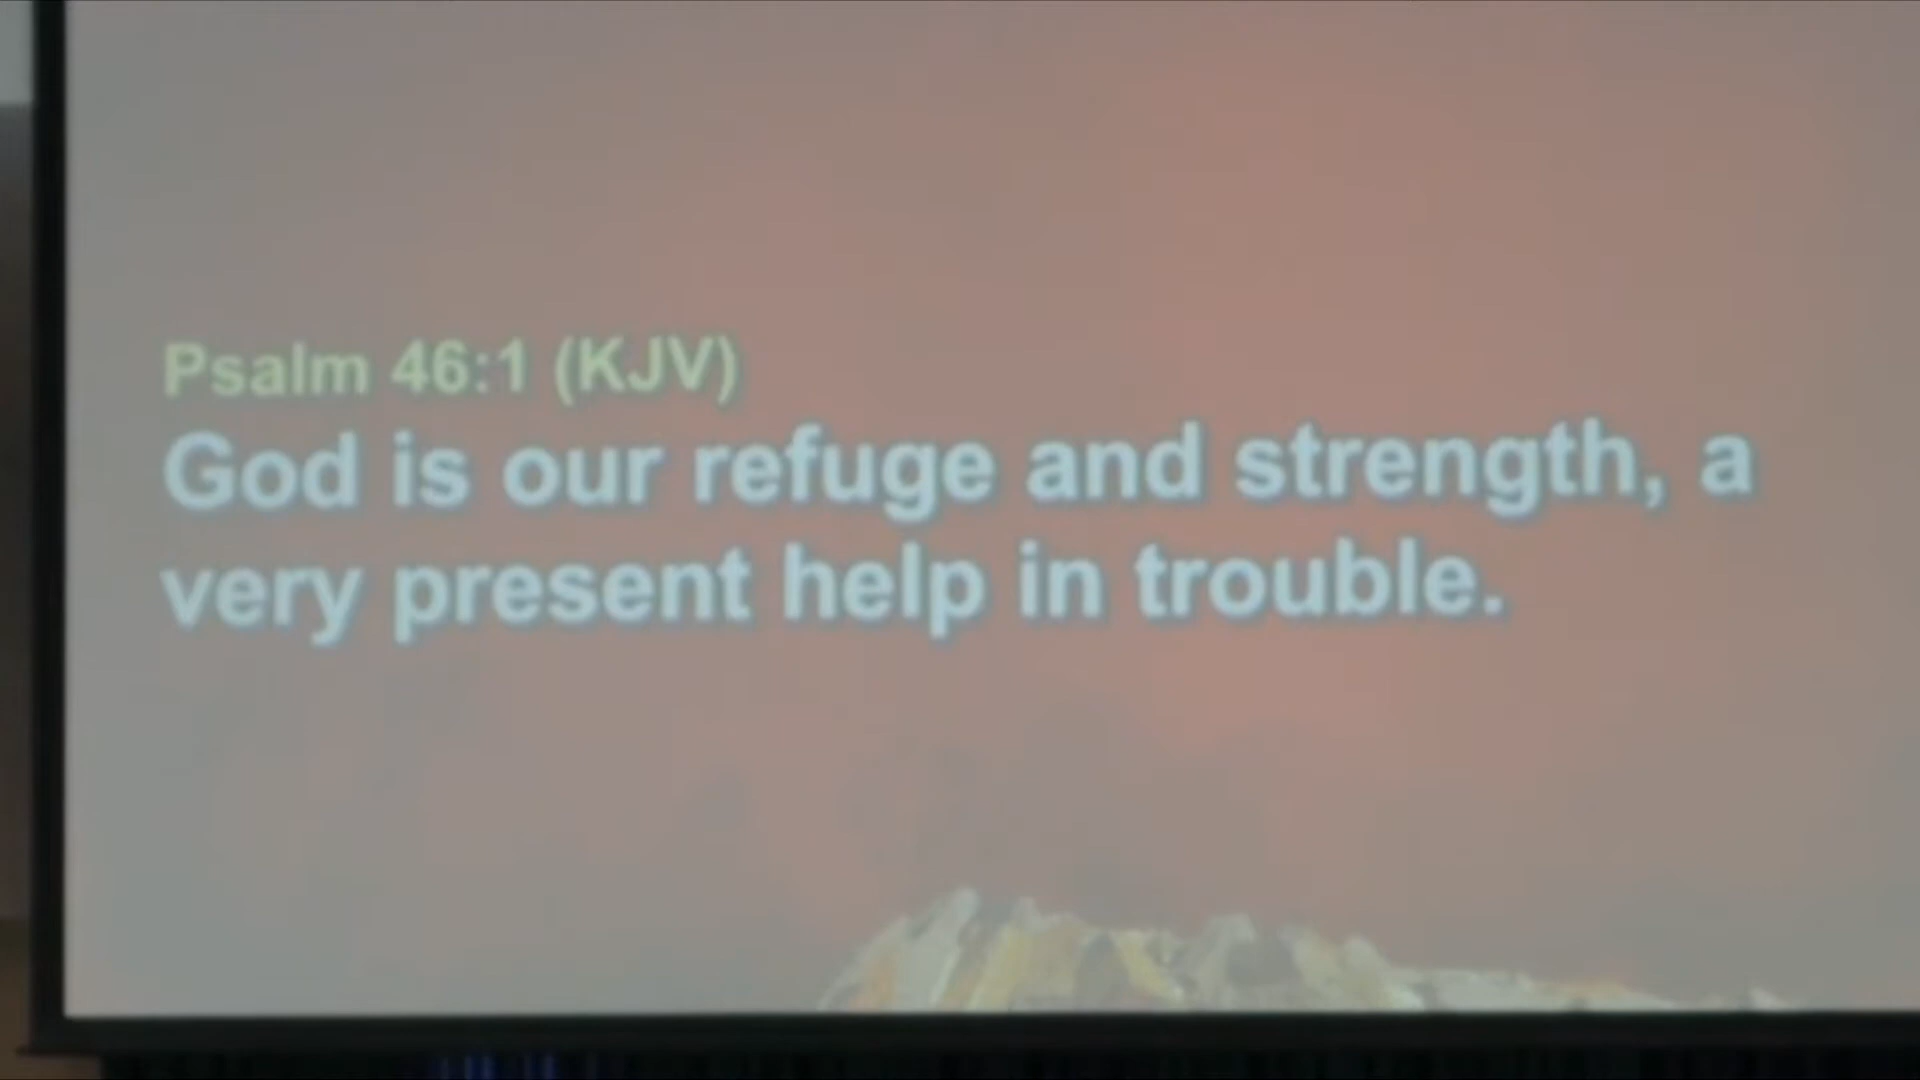 Psalm 46:1 (KJV)
God is our refuge and strength, a
very present help in trouble.